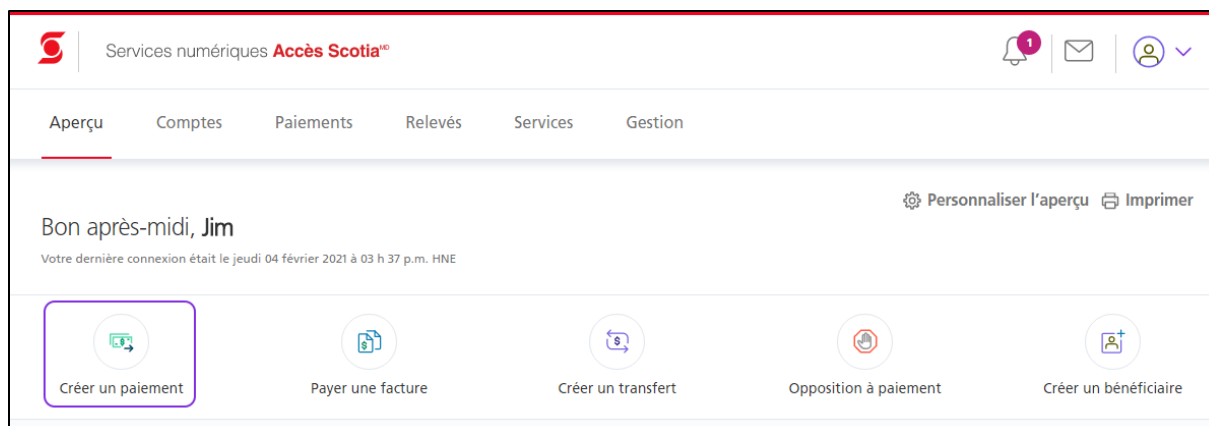 Services numériques Accès Scotiaᴹᴰ
1
Aperçu Comptes Paiements Relevés Services Gestion
Personnaliser l'aperçu Imprimer
Bon après-midi, Jim
Votre dernière connexion était le jeudi 04 février 2021 à 03 h 37 p.m. HNE
Créer un paiement Payer une facture Créer un transfert Opposition à paiement Créer un bénéficiaire